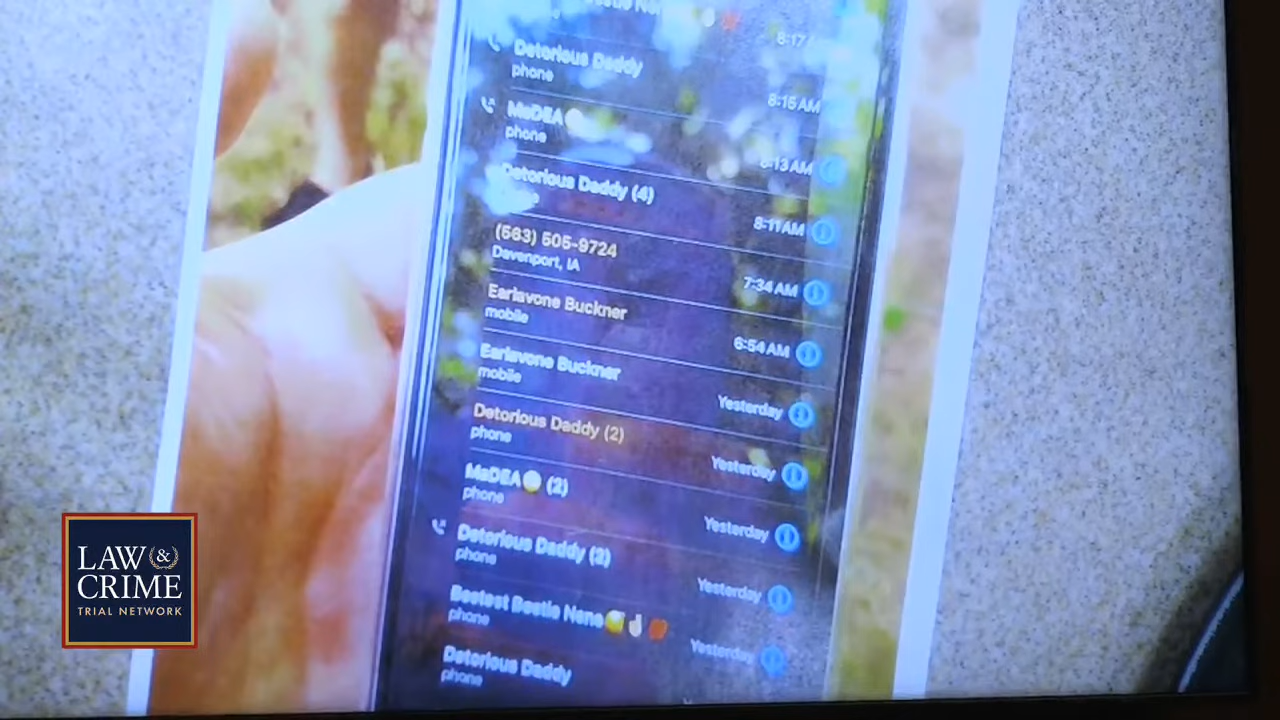 8:17
Detorious Daddy
phone
8:15 AM
MsDEA
phone
8:13 AM
Detorious Daddy (4)
8:11 AM
(563) 505-9724
Davenport, IA
7:34 AM
Earlavone Buckner
mobile
6:54 AM
Earlavone Buckner
mobile
Yesterday
Detorious Daddy (2)
phone
Yesterday
MsDEA (2)
phone
Yesterday
Detorious Daddy (2)
phone
Yesterday
Bestest Bestie Nene
phone
Yesterday
Detorious Daddy
phone
LAW &
CRIME
TRIAL NETWORK